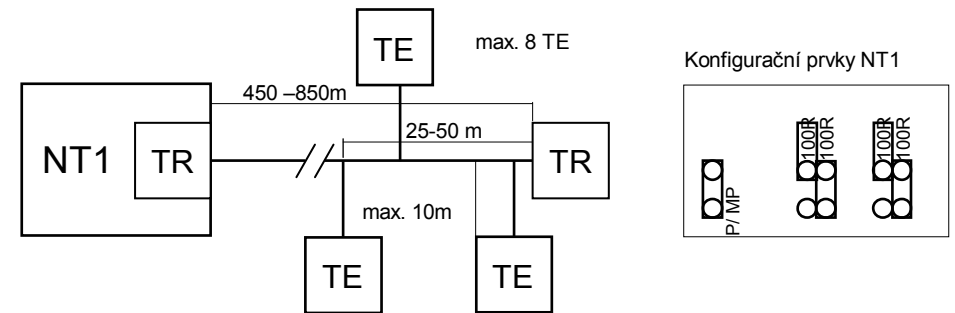 TE
max. 8 TE
450 –850m
25-50 m
NT1
TR
TR
max. 10m
TE
TE
Konfigurační prvky NT1
P/ MP
100R
100R
100R
100R